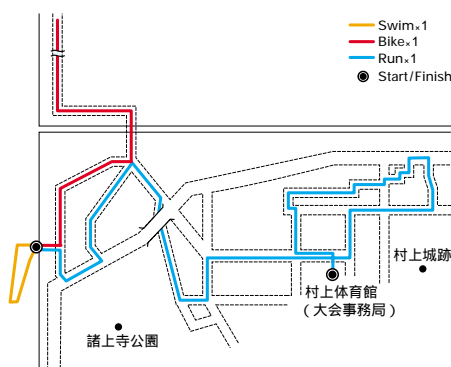 Swim×1
Bike×1
Run×1
Start/Finish
村上城跡
村上体育館
(大会事務局)
諸上寺公園